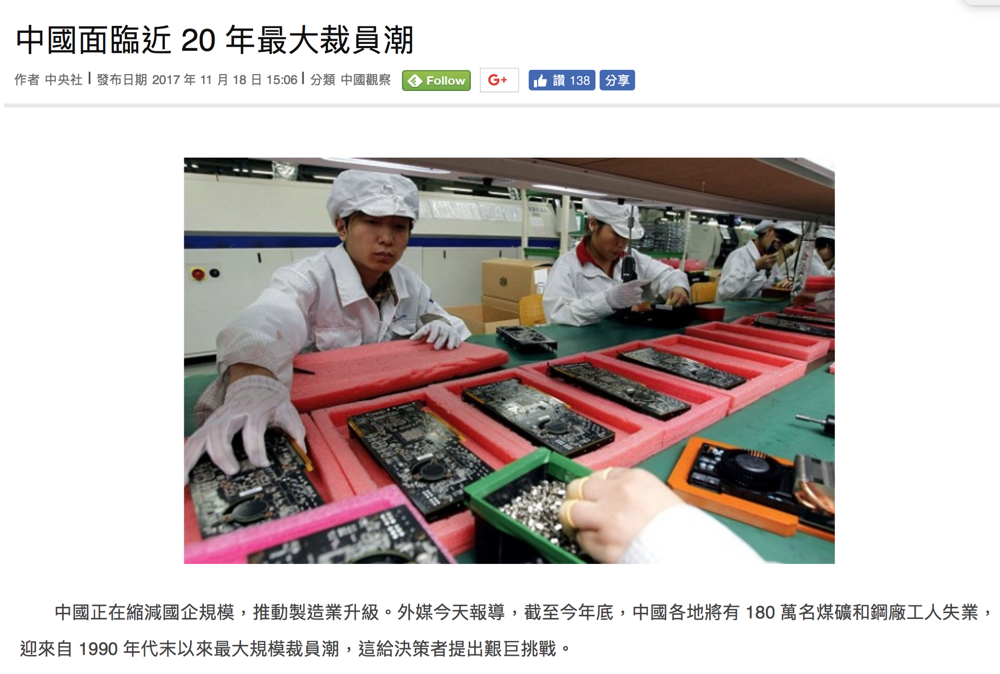 中國面臨近 20 年最大裁員潮
作者 中央社 | 發布日期 2017 年 11 月 18 日 15:06 | 分類 中國觀察 Follow G+ 讚 138 分享
中國正在縮減國企規模，推動製造業升級。外媒今天報導，截至今年底，中國各地將有 180 萬名煤礦和鋼廠工人失業，
迎來自 1990 年代末以來最大規模裁員潮，這給決策者提出艱巨挑戰。